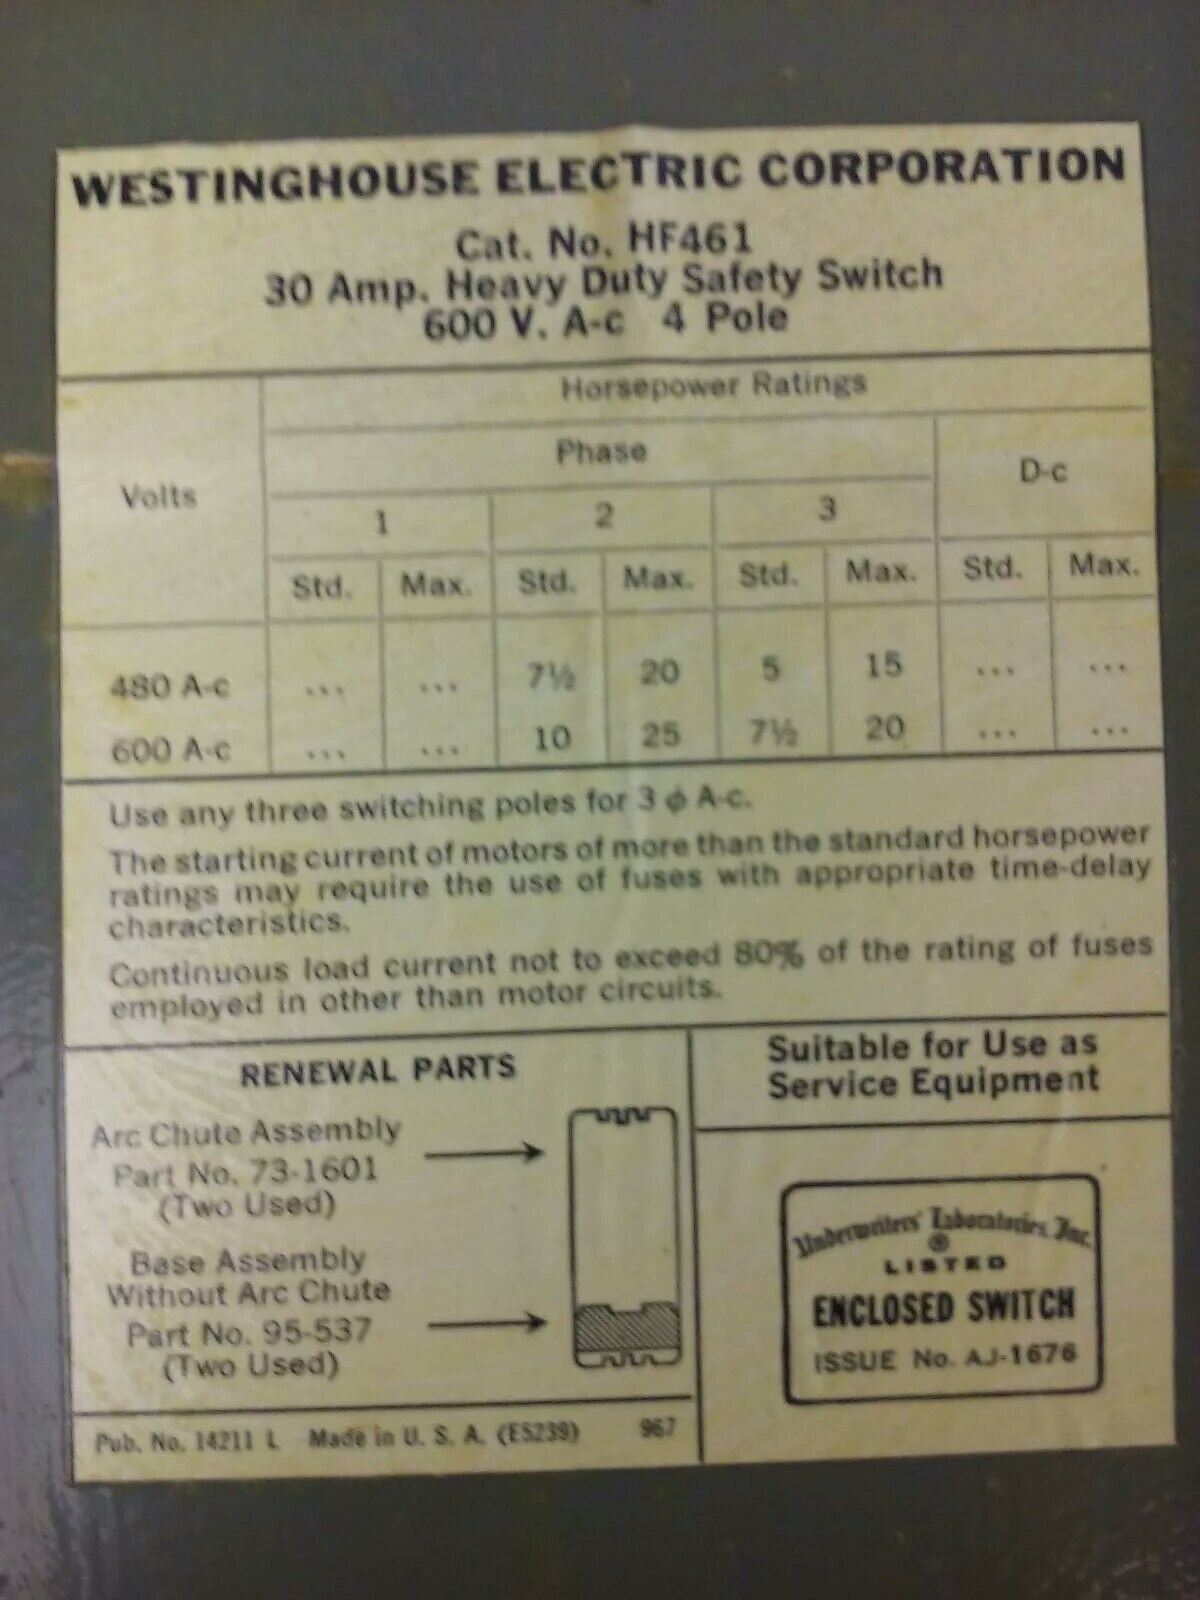 WESTINGHOUSE ELECTRIC CORPORATION
Cat. No. HF461
30 Amp. Heavy Duty Safety Switch
600 V. A-c 4 Pole
Horsepower Ratings
Volts
Phase
D-c
1 2 3
Std. Max. Std. Max. Std. Max. Std. Max.
480 A-c ... ... 7½ 20 5 15 ... ...
600 A-c ... ... 10 25 7½ 20 ... ...
Use any three switching poles for 3 ϕ A-c.
The starting current of motors of more than the standard horsepower
ratings may require the use of fuses with appropriate time-delay
characteristics.
Continuous load current not to exceed 80% of the rating of fuses
employed in other than motor circuits.
RENEWAL PARTS
Arc Chute Assembly
Part No. 73-1601
(Two Used)
Base Assembly
Without Arc Chute
Part No. 95-537
(Two Used)
Suitable for Use as
Service Equipment
Underwriters' Laboratories, Inc.
®
LISTED
ENCLOSED SWITCH
ISSUE No. AJ-1676
Pub. No. 14211 L Made in U. S. A. (E5239) 967